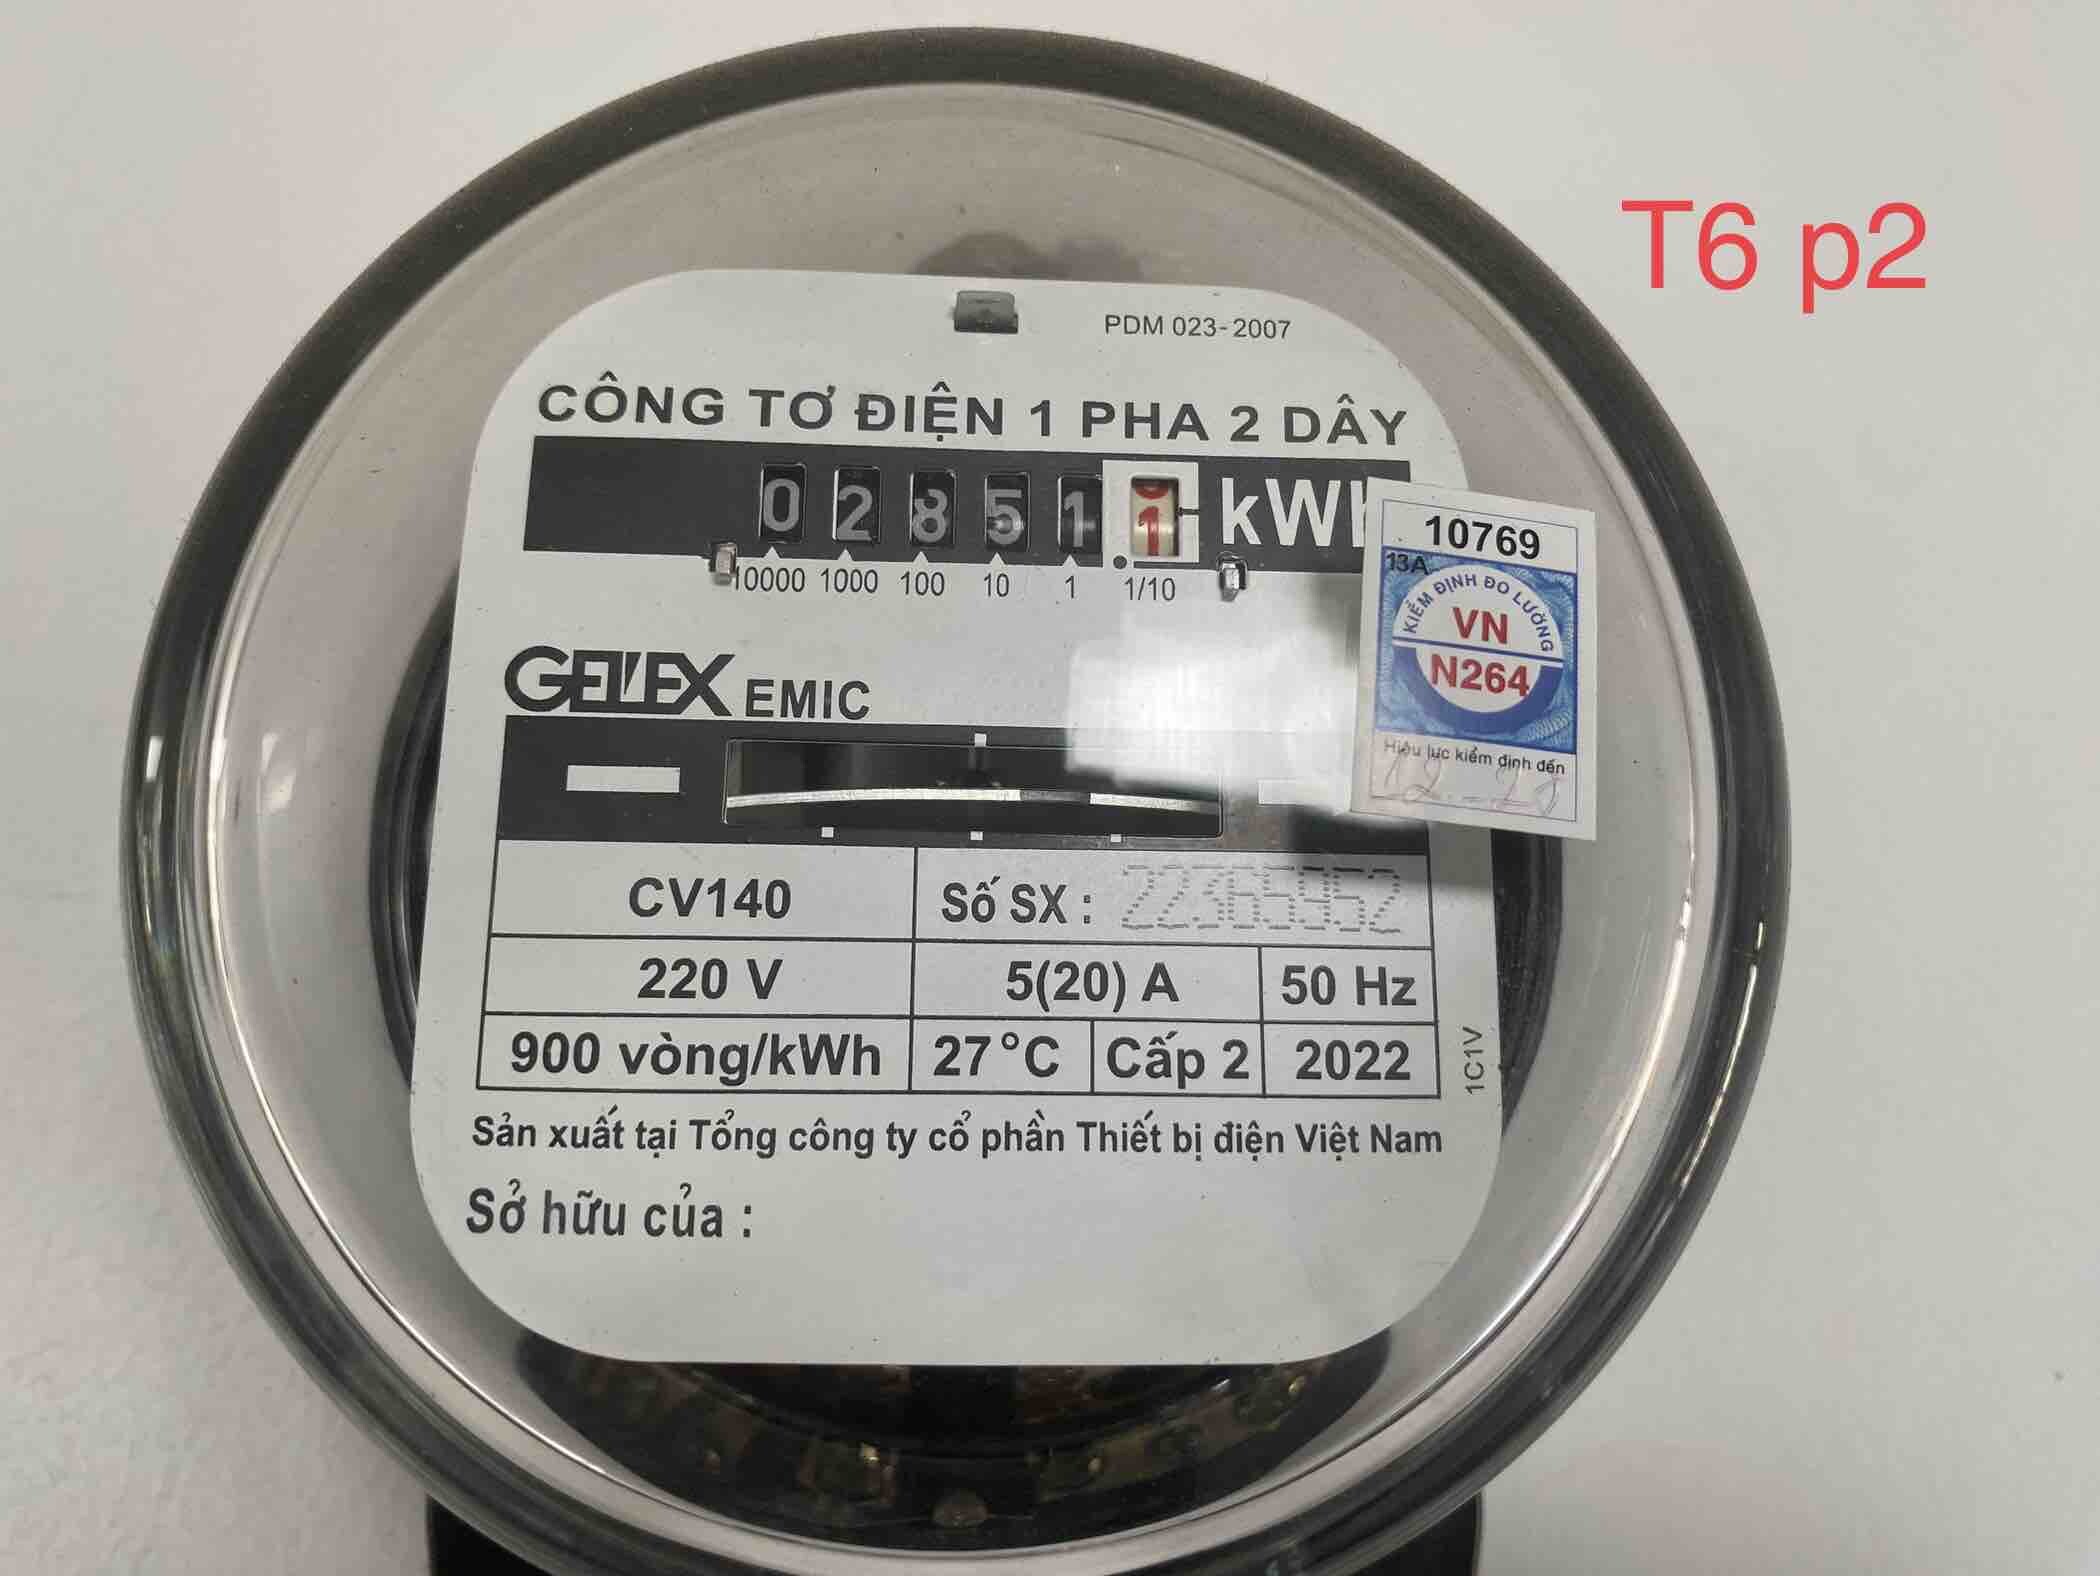 T6 p2
PDM 023-2007
CÔNG TƠ ĐIỆN 1 PHA 2 DÂY
0 2 8 5 1 1 kWh
10000 1000 100 10 1 1/10
10769
13A
KIỂM ĐỊNH ĐO LƯỜNG
VN
N264
Hiệu lực kiểm định đến
GELEX EMIC
CV140 Số SX : 22365952
220 V 5(20) A 50 Hz
900 vòng/kWh 27°C Cấp 2 2022
1C1V
Sản xuất tại Tổng công ty cổ phần Thiết bị điện Việt Nam
Sở hữu của :